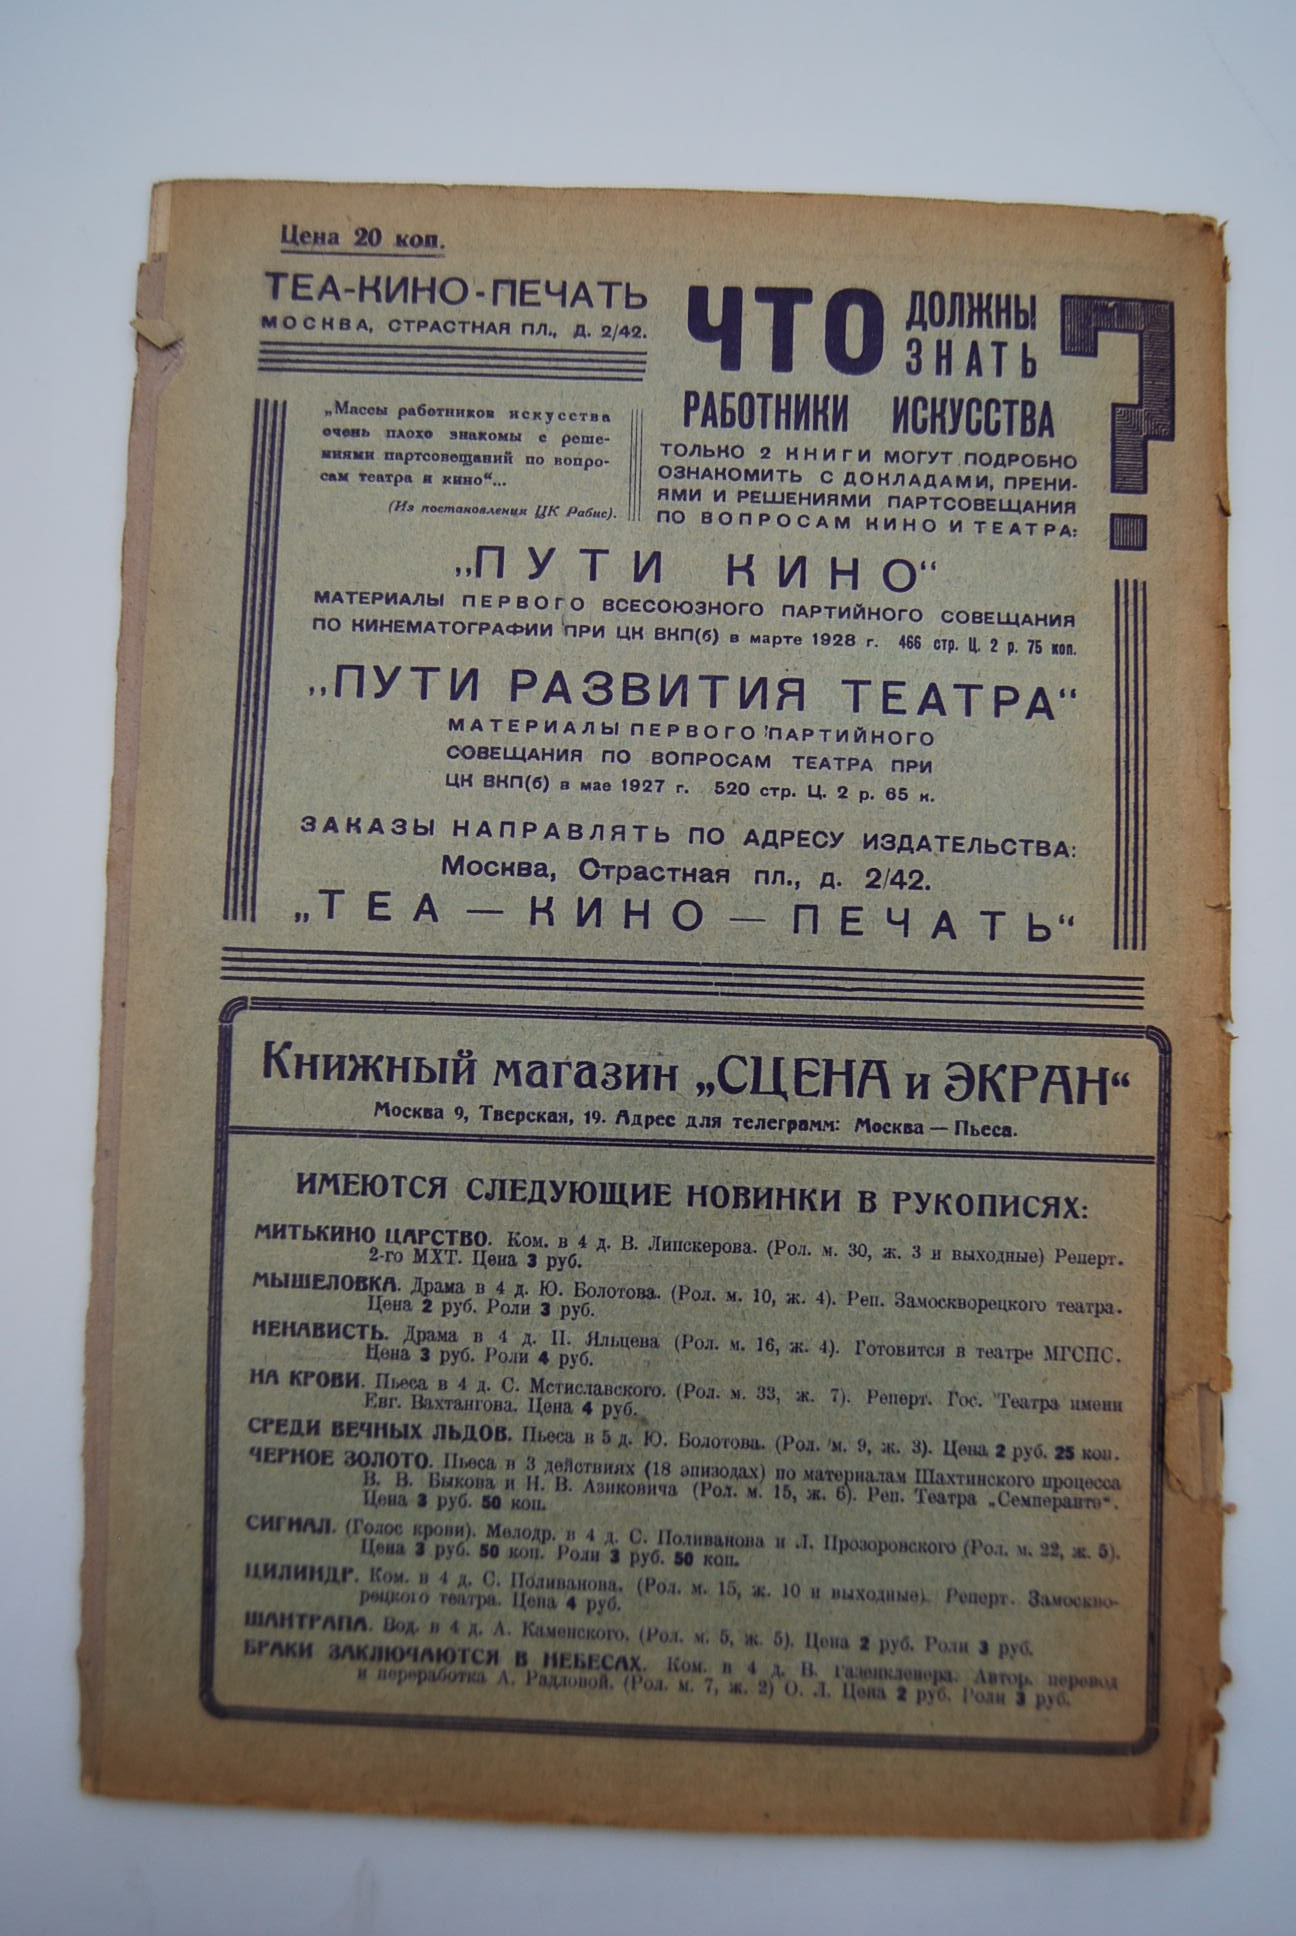 Цена 20 коп.
ТЕА-КИНО-ПЕЧАТЬ
МОСКВА, СТРАСТНАЯ ПЛ., Д. 2/42.
ЧТО ДОЛЖНЫ
ЗНАТЬ
РАБОТНИКИ ИСКУССТВА
?
„Массы работников искусства
очень плохо знакомы с реше-
ниями партсовещаний по вопро-
сам театра и кино“...
(Из постановления ЦК Рабис).
ТОЛЬКО 2 КНИГИ МОГУТ ПОДРОБНО
ОЗНАКОМИТЬ С ДОКЛАДАМИ, ПРЕНИ-
ЯМИ И РЕШЕНИЯМИ ПАРТСОВЕЩАНИЯ
ПО ВОПРОСАМ КИНО И ТЕАТРА:
„ПУТИ КИНО“
МАТЕРИАЛЫ ПЕРВОГО ВСЕСОЮЗНОГО ПАРТИЙНОГО СОВЕЩАНИЯ
ПО КИНЕМАТОГРАФИИ ПРИ ЦК ВКП(б) в марте 1928 г. 466 стр. Ц. 2 р. 75 коп.
„ПУТИ РАЗВИТИЯ ТЕАТРА“
МАТЕРИАЛЫ ПЕРВОГО ПАРТИЙНОГО
СОВЕЩАНИЯ ПО ВОПРОСАМ ТЕАТРА ПРИ
ЦК ВКП(б) в мае 1927 г. 520 стр. Ц. 2 р. 65 к.
ЗАКАЗЫ НАПРАВЛЯТЬ ПО АДРЕСУ ИЗДАТЕЛЬСТВА:
Москва, Страстная пл., д. 2/42.
„ТЕА — КИНО — ПЕЧАТЬ“
Книжный магазин „СЦЕНА и ЭКРАН“
Москва 9, Тверская, 19. Адрес для телеграмм: Москва — Пьеса.
ИМЕЮТСЯ СЛЕДУЮЩИЕ НОВИНКИ В РУКОПИСЯХ:
МИТЬКИНО ЦАРСТВО. Ком. в 4 д. В. Липскерова. (Рол. м. 30, ж. 3 и выходные) Реперт.
2-го МХТ. Цена 3 руб.
МЫШЕЛОВКА. Драма в 4 д. Ю. Болотова. (Рол. м. 10, ж. 4). Реп. Замоскворецкого театра.
Цена 2 руб. Роли 3 руб.
НЕНАВИСТЬ. Драма в 4 д. П. Яльцева (Рол. м. 16, ж. 4). Готовится в театре МГСПС.
Цена 3 руб. Роли 4 руб.
НА КРОВИ. Пьеса в 4 д. С. Мстиславского. (Рол. м. 33, ж. 7). Реперт. Гос. Театра имени
Евг. Вахтангова. Цена 4 руб.
СРЕДИ ВЕЧНЫХ ЛЬДОВ. Пьеса в 5 д. Ю. Болотова. (Рол. м. 9, ж. 3). Цена 2 руб. 25 коп.
ЧЕРНОЕ ЗОЛОТО. Пьеса в 3 действиях (18 эпизодах) по материалам Шахтинского процесса
В. В. Быкова и Н. В. Азиковича (Рол. м. 15, ж. 6). Реп. Театра „Семперантэ“.
Цена 3 руб. 50 коп.
СИГНАЛ. (Голос крови). Мелодр. в 4 д. С. Поливанова и Л. Прозоровского (Рол. м. 22, ж. 5).
Цена 3 руб. 50 коп. Роли 3 руб. 50 коп.
ЦИЛИНДР. Ком. в 4 д. С. Поливанова. (Рол. м. 15, ж. 10 и выходные). Реперт. Замоскво-
рецкого театра. Цена 4 руб.
ШАНТРАПА. Вод. в 4 д. А. Каменского. (Рол. м. 5, ж. 5). Цена 2 руб. Роли 3 руб.
БРАКИ ЗАКЛЮЧАЮТСЯ В НЕБЕСАХ. Ком. в 4 д. В. Газенклевера. Автор. перевод
и переработка А. Радловой. (Рол. м. 7, ж. 2) О. Л. Цена 2 руб. Роли 3 руб.